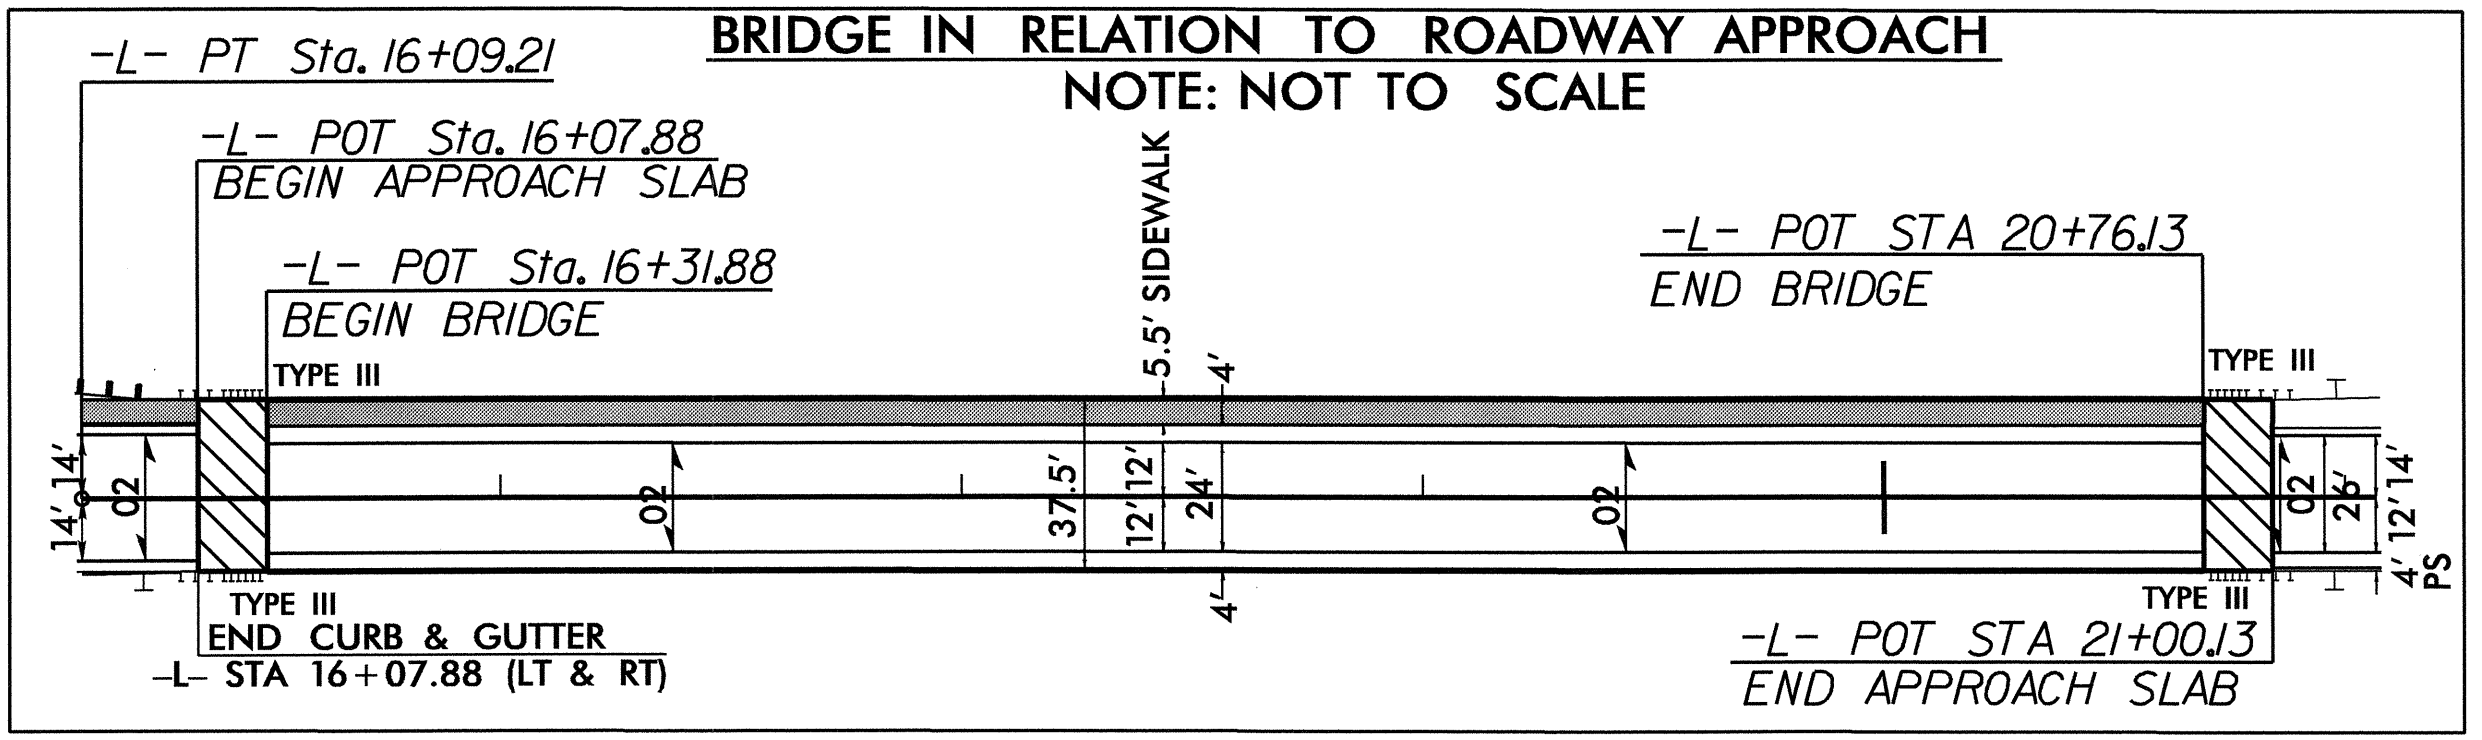 BRIDGE IN RELATION TO ROADWAY APPROACH
NOTE: NOT TO SCALE
-L- PT Sta. 16+09.21
-L- POT Sta. 16+07.88
BEGIN APPROACH SLAB
-L- POT Sta. 16+31.88
BEGIN BRIDGE
-L- POT STA 20+76.13
END BRIDGE
5.5' SIDEWALK
4'
TYPE III
TYPE III
14' 14'
02
02
37.5'
12' 12'
24'
02
02
26'
12' 14'
4'
PS
4'
TYPE III
END CURB & GUTTER
-L- STA 16+07.88 (LT & RT)
TYPE III
-L- POT STA 21+00.13
END APPROACH SLAB